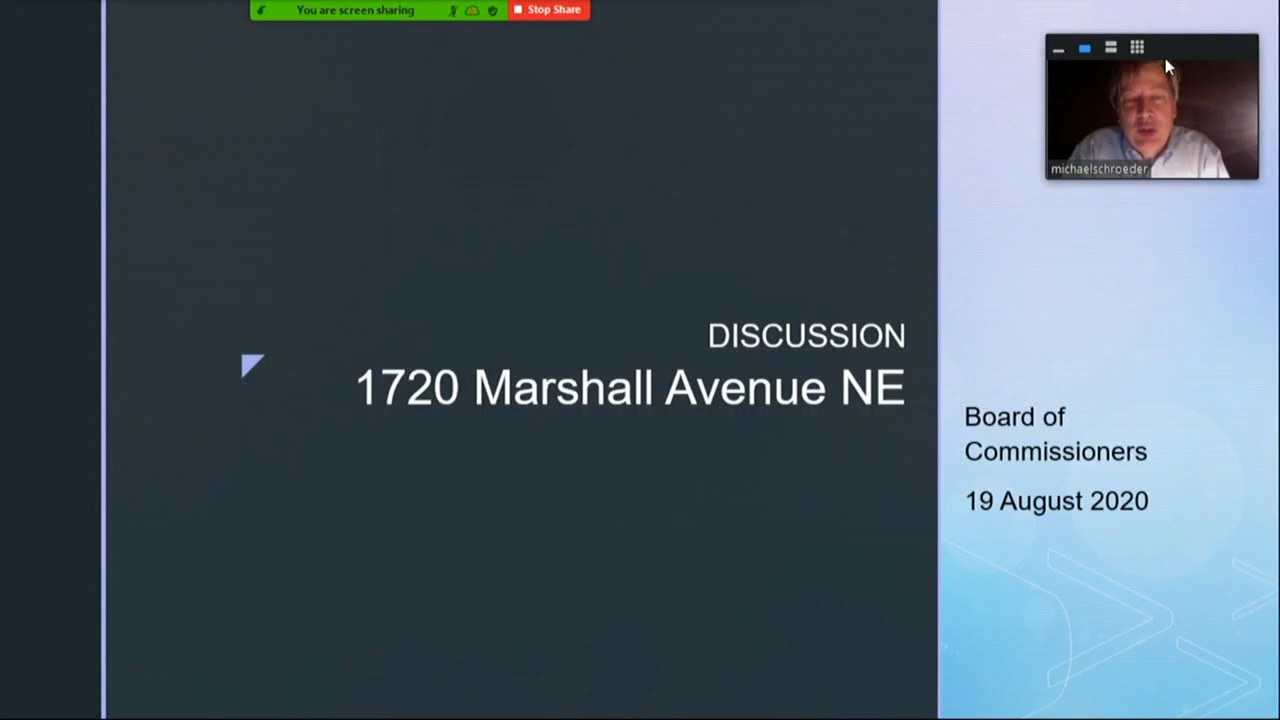 You are screen sharing
Stop Share
michaelschroeder
DISCUSSION
1720 Marshall Avenue NE
Board of
Commissioners
19 August 2020